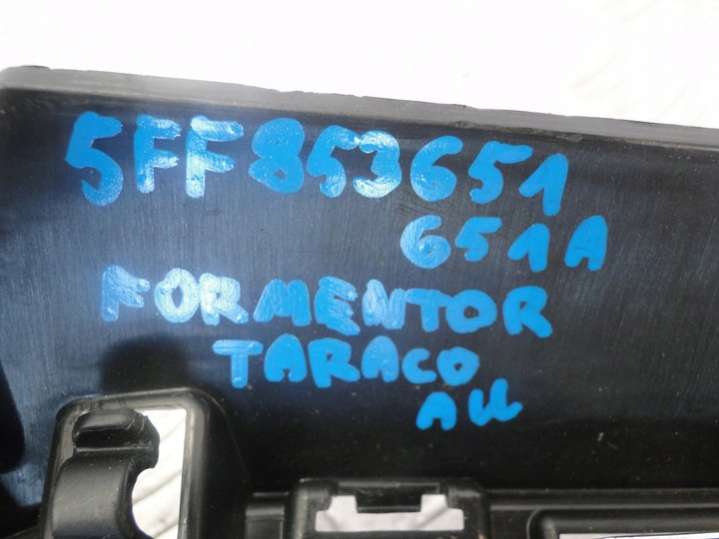 5FF853651
651A
FORMENTOR
TARACO
AU